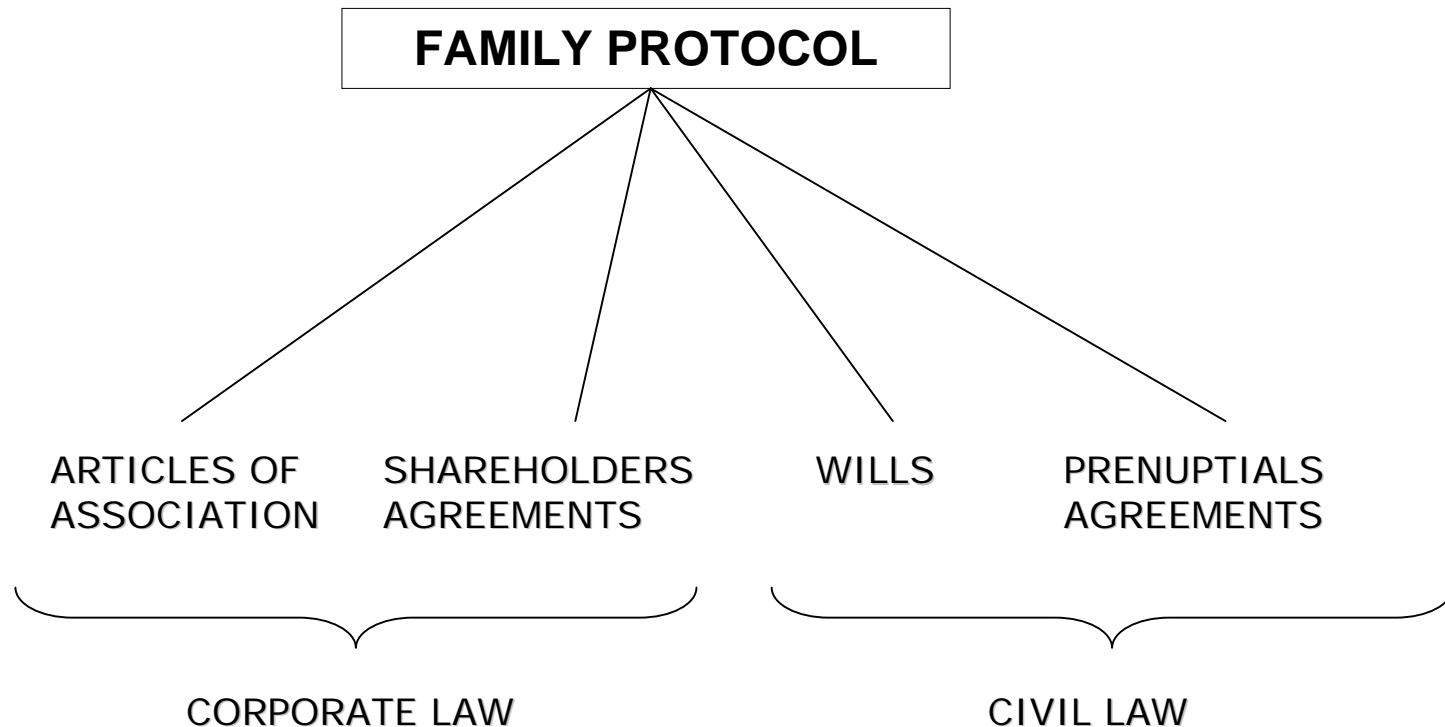 FAMILY PROTOCOL
ARTICLES OF
ASSOCIATION
SHAREHOLDERS
AGREEMENTS
WILLS
PRENUPTIALS
AGREEMENTS
CORPORATE LAW
CIVIL LAW